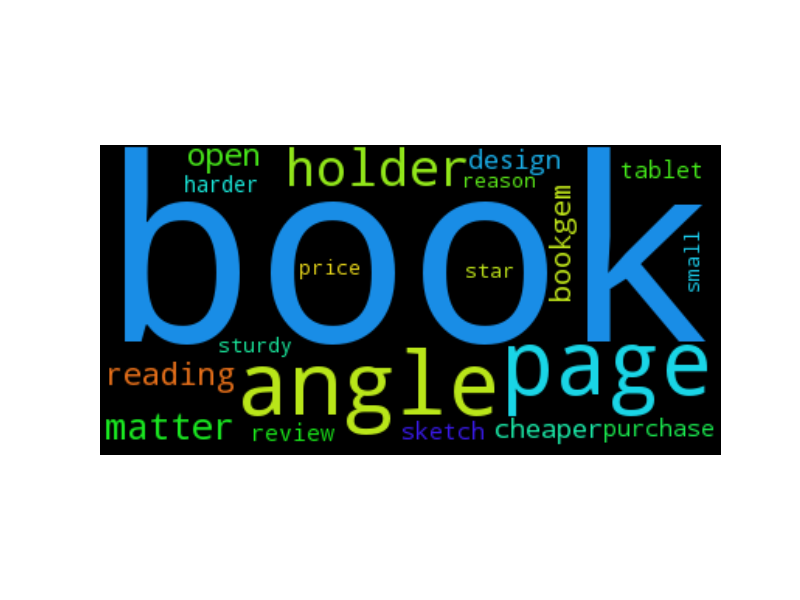 open
holder
design
harder
reason
tablet
book
bookgem
small
price
star
sturdy
reading
angle
page
matter
review
sketch
cheaper
purchase